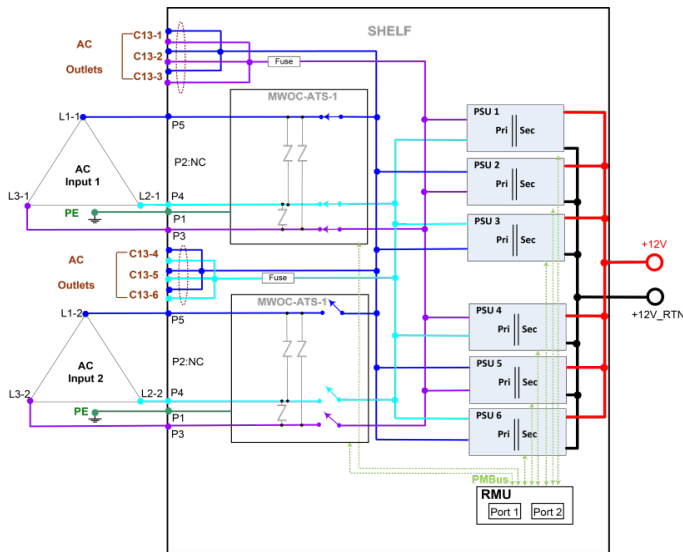 SHELF
AC
Outlets
C13-1
C13-2
C13-3
Fuse
MWOC-ATS-1
L1-1
P5
P2:NC
AC
Input 1
L3-1
L2-1
P4
PE
P1
P3
PSU 1
Pri Sec
PSU 2
Pri Sec
PSU 3
Pri Sec
AC
Outlets
C13-4
C13-5
C13-6
Fuse
MWOC-ATS-1
+12V
+12V_RTN
L1-2
P5
P2:NC
AC
Input 2
L3-2
L2-2
P4
PE
P1
P3
PSU 4
Pri Sec
PSU 5
Pri Sec
PSU 6
Pri Sec
PMBus
RMU
Port 1
Port 2